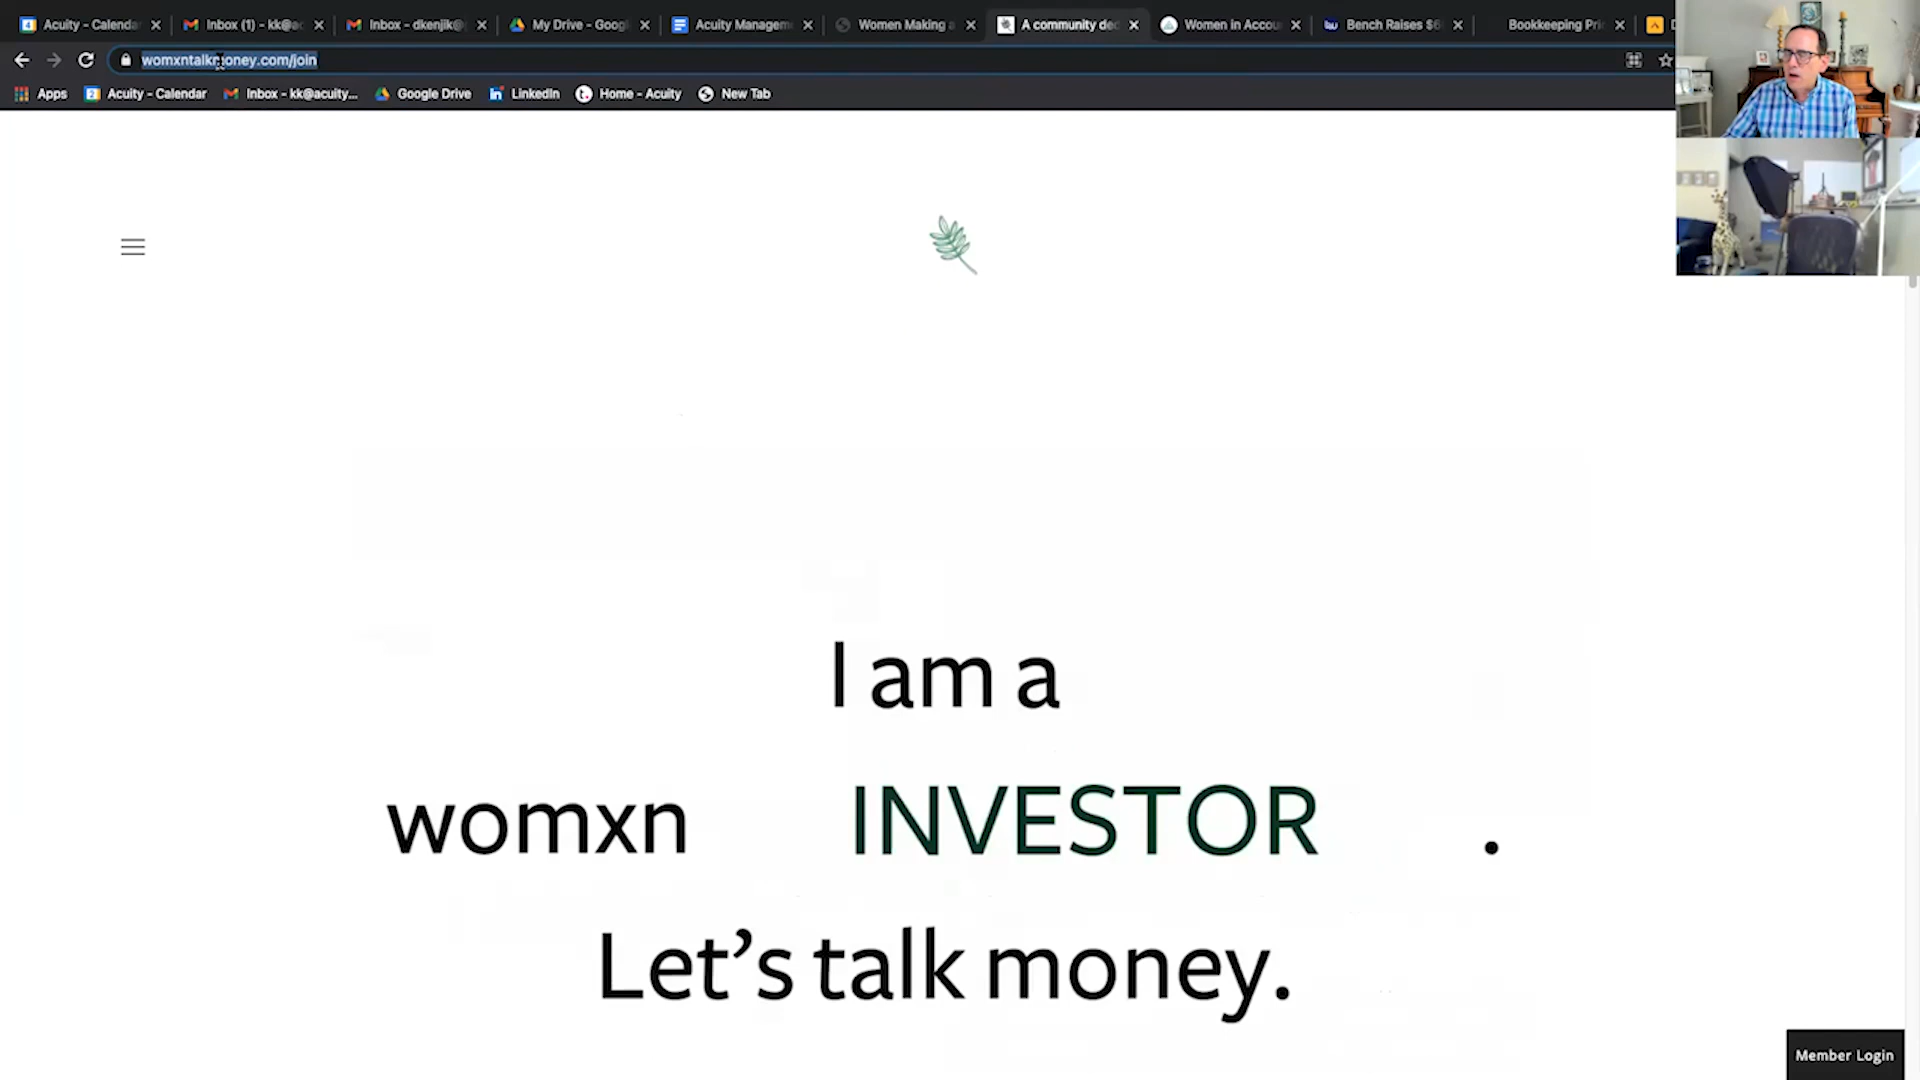 Acuity - Calenda
Inbox (1) - kk@ac
Inbox - dkenjik@
My Drive - Googl
Acuity Managem
Women Making a
A community dec
Women in Accou
Bench Raises $6
Bookkeeping Pri
womxntalkmoney.com/join
Apps
Acuity - Calendar
Inbox - kk@acuity...
Google Drive
LinkedIn
Home - Acuity
New Tab
I am a
womxn INVESTOR .
Let's talk money.
Member Login